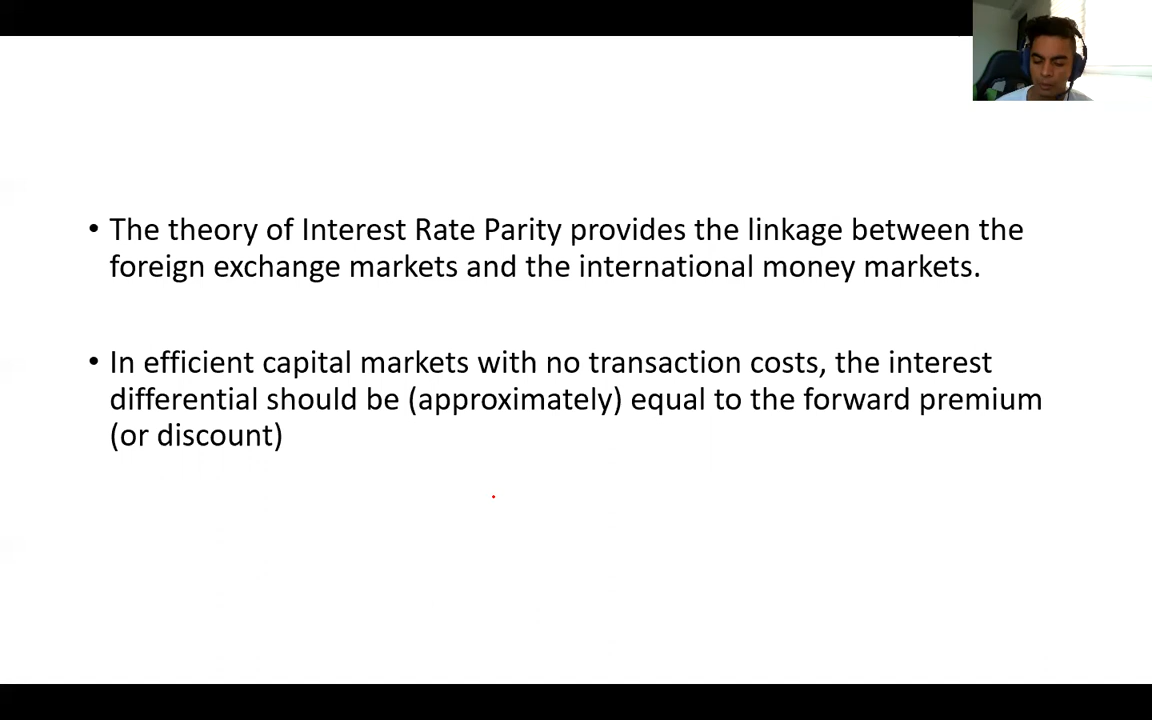 • The theory of Interest Rate Parity provides the linkage between the
foreign exchange markets and the international money markets.
• In efficient capital markets with no transaction costs, the interest
differential should be (approximately) equal to the forward premium
(or discount)